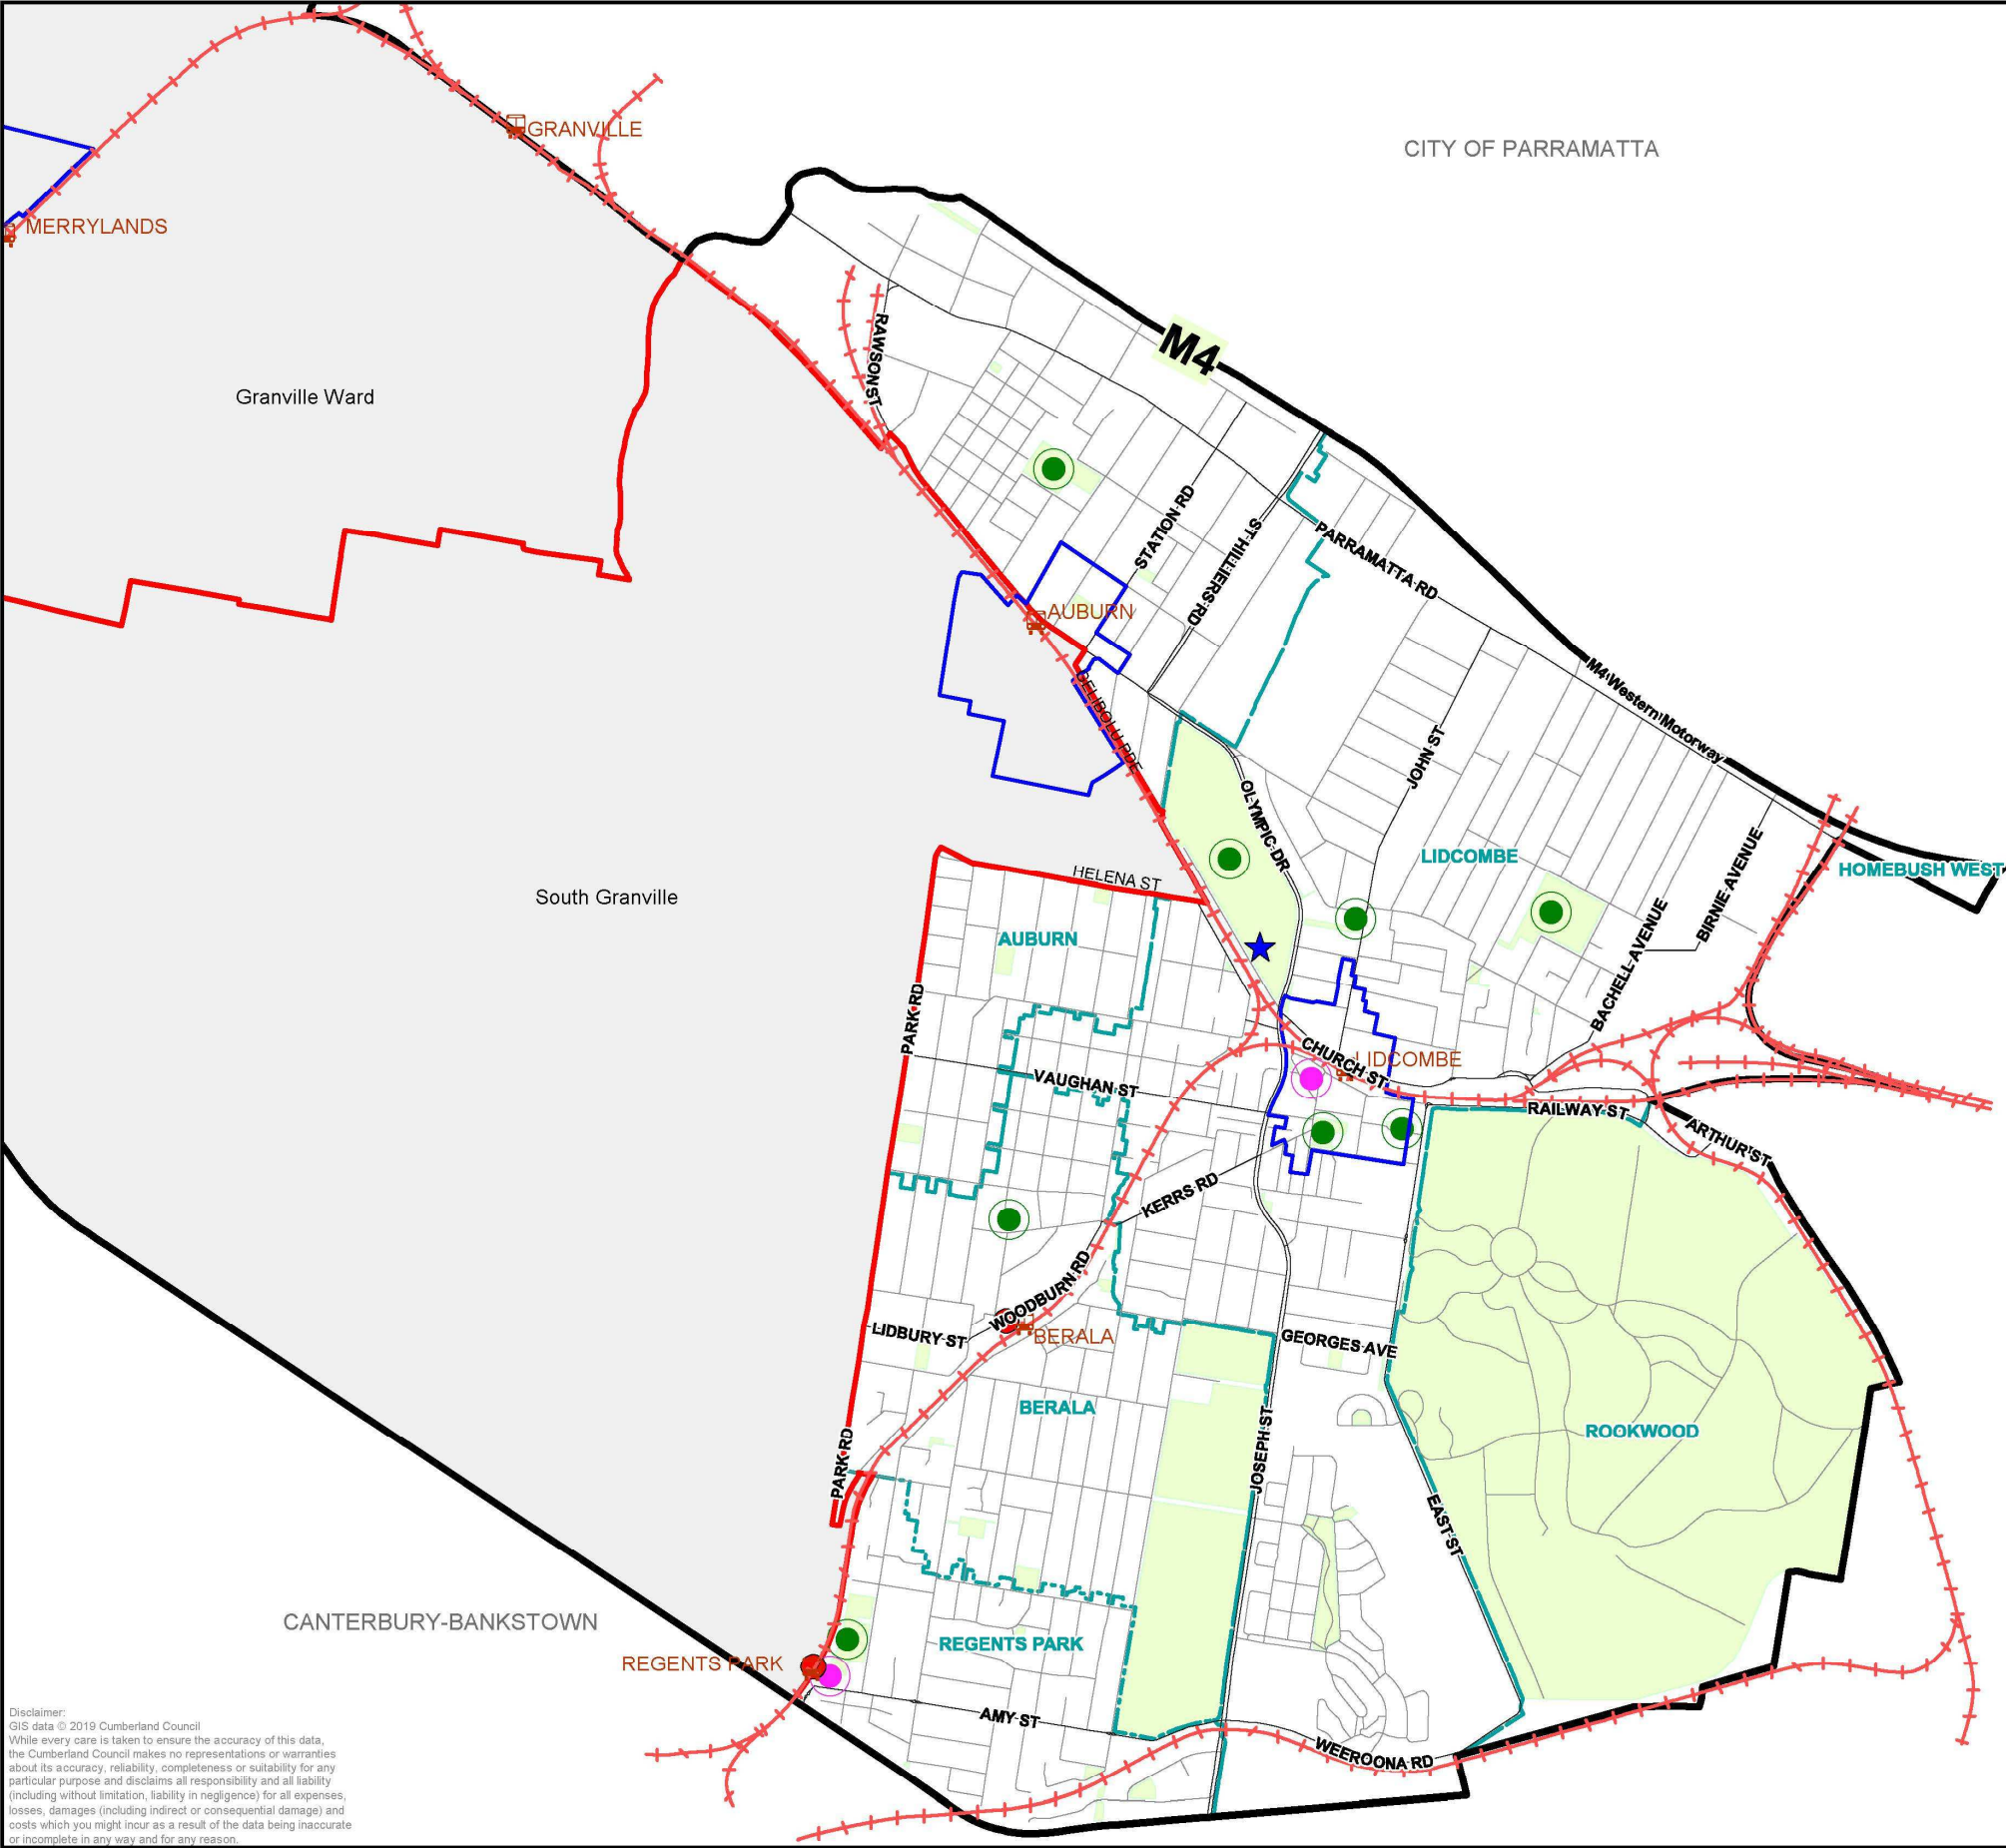 CITY OF PARRAMATTA
GRANVILLE
MERRYLANDS
M4
RAWSON ST
Granville Ward
STATION RD
ST HILLIERS RD
PARRAMATTA RD
AUBURN
M4 Western Motorway
DELIBOLU PDE
JOHN ST
OLYMPIC DR
LIDCOMBE
BIRNIE AVENUE
HOMEBUSH WEST
HELENA ST
South Granville
AUBURN
BACHELL AVENUE
PARK RD
CHURCH ST
LIDCOMBE
VAUGHAN ST
RAILWAY ST
ARTHUR ST
KERRS RD
WOODBURN RD
LIDBURY ST
BERALA
GEORGES AVE
BERALA
ROOKWOOD
JOSEPH ST
PARK RD
EAST ST
CANTERBURY-BANKSTOWN
REGENTS PARK
REGENTS PARK
AMY ST
WEEROONA RD
Disclaimer:
GIS data © 2019 Cumberland Council
While every care is taken to ensure the accuracy of this data,
the Cumberland Council makes no representations or warranties
about its accuracy, reliability, completeness or suitability for any
particular purpose and disclaims all responsibility and all liability
(including without limitation, liability in negligence) for all expenses,
losses, damages (including indirect or consequential damage) and
costs which you might incur as a result of the data being inaccurate
or incomplete in any way and for any reason.